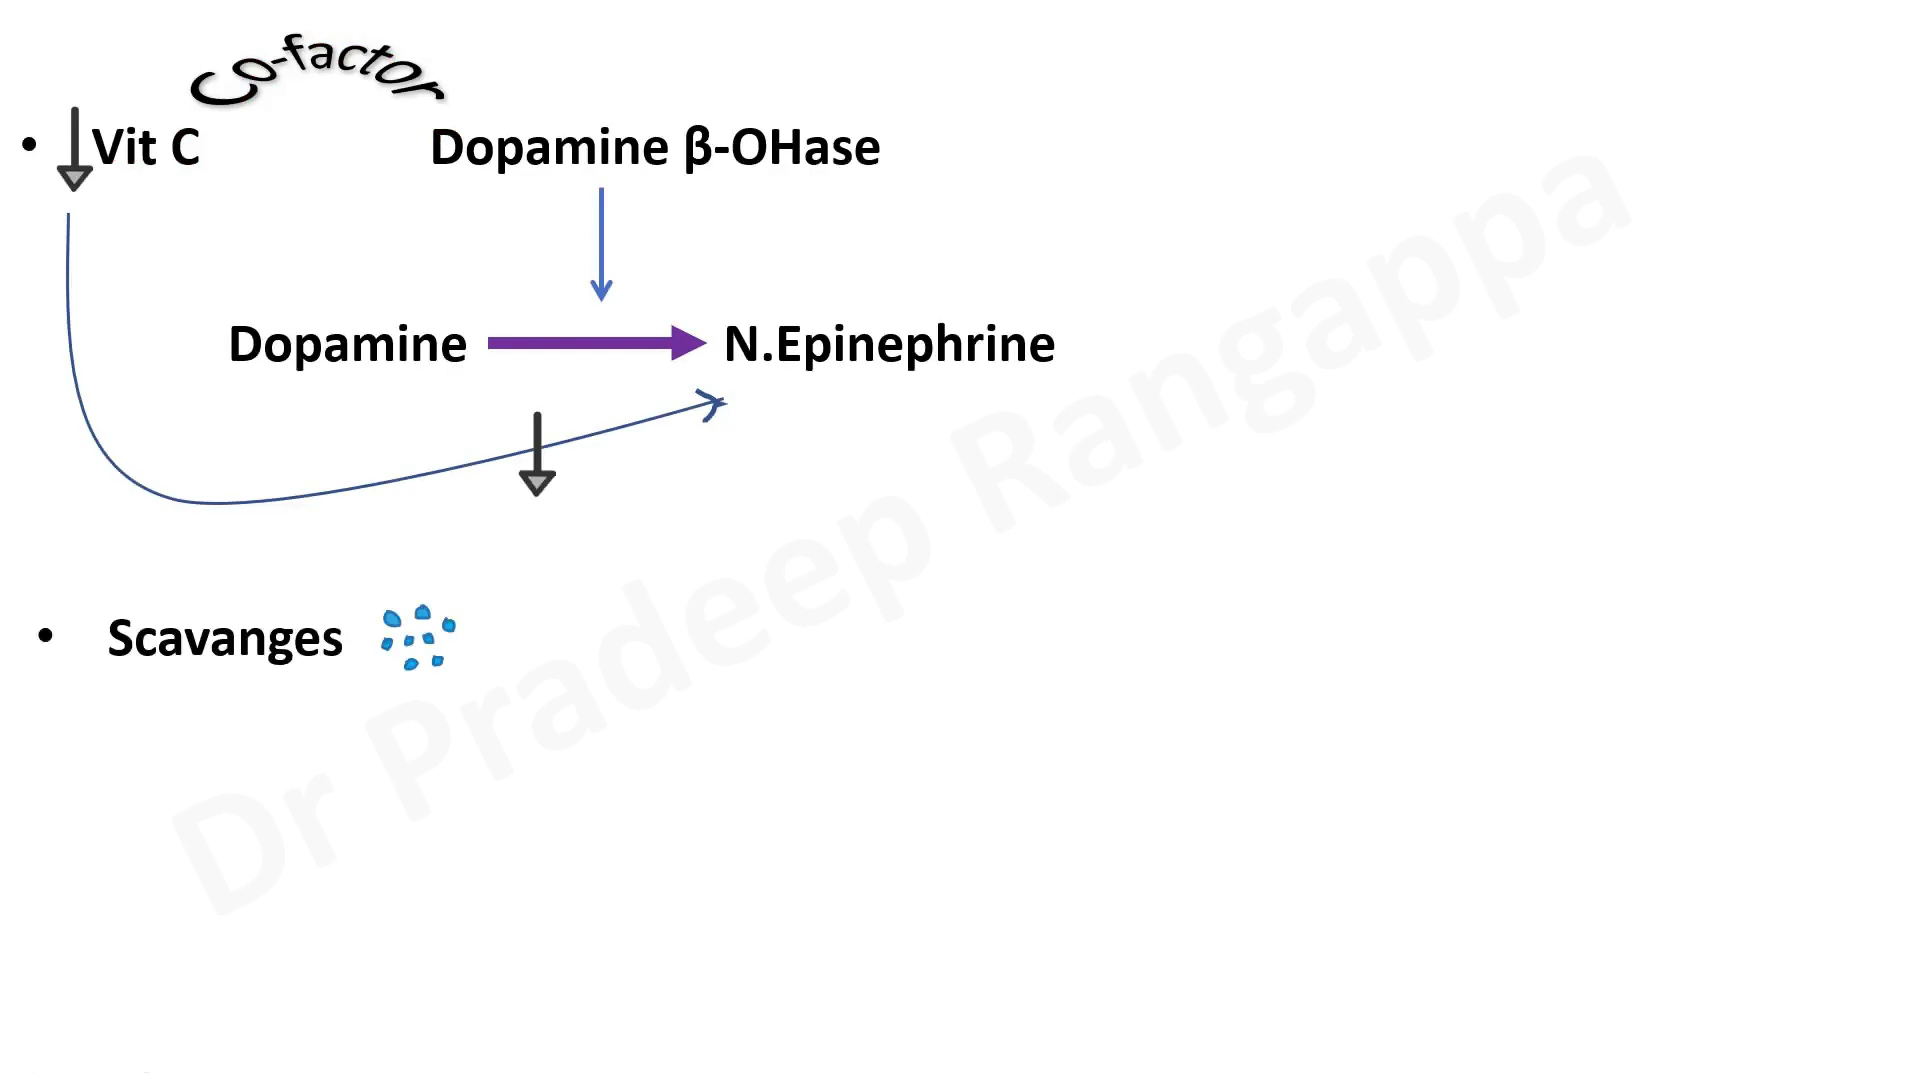 Co-factor
• Vit C Dopamine β-OHase
Dopamine N.Epinephrine
• Scavanges
Dr Pradeep Rangappa